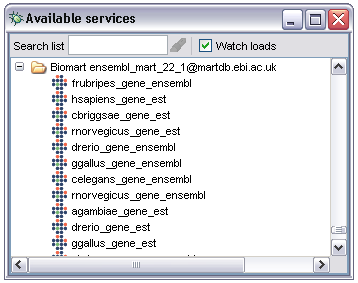 Available services
Search list Watch loads
Biomart ensembl_mart_22_1@martdb.ebi.ac.uk
frubripes_gene_ensembl
hsapiens_gene_est
cbriggsae_gene_est
rnorvegicus_gene_est
drerio_gene_ensembl
ggallus_gene_ensembl
celegans_gene_ensembl
rnorvegicus_gene_ensembl
agambiae_gene_est
drerio_gene_est
ggallus_gene_est